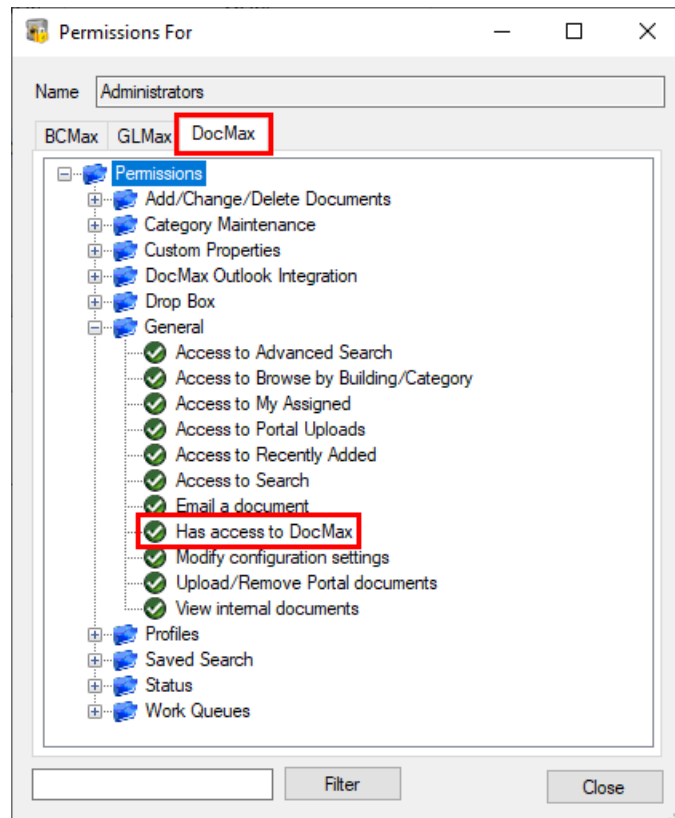 Permissions For
Name Administrators
BCMax GLMax DocMax
Permissions
Add/Change/Delete Documents
Category Maintenance
Custom Properties
DocMax Outlook Integration
Drop Box
General
Access to Advanced Search
Access to Browse by Building/Category
Access to My Assigned
Access to Portal Uploads
Access to Recently Added
Access to Search
Email a document
Has access to DocMax
Modify configuration settings
Upload/Remove Portal documents
View internal documents
Profiles
Saved Search
Status
Work Queues
Filter Close